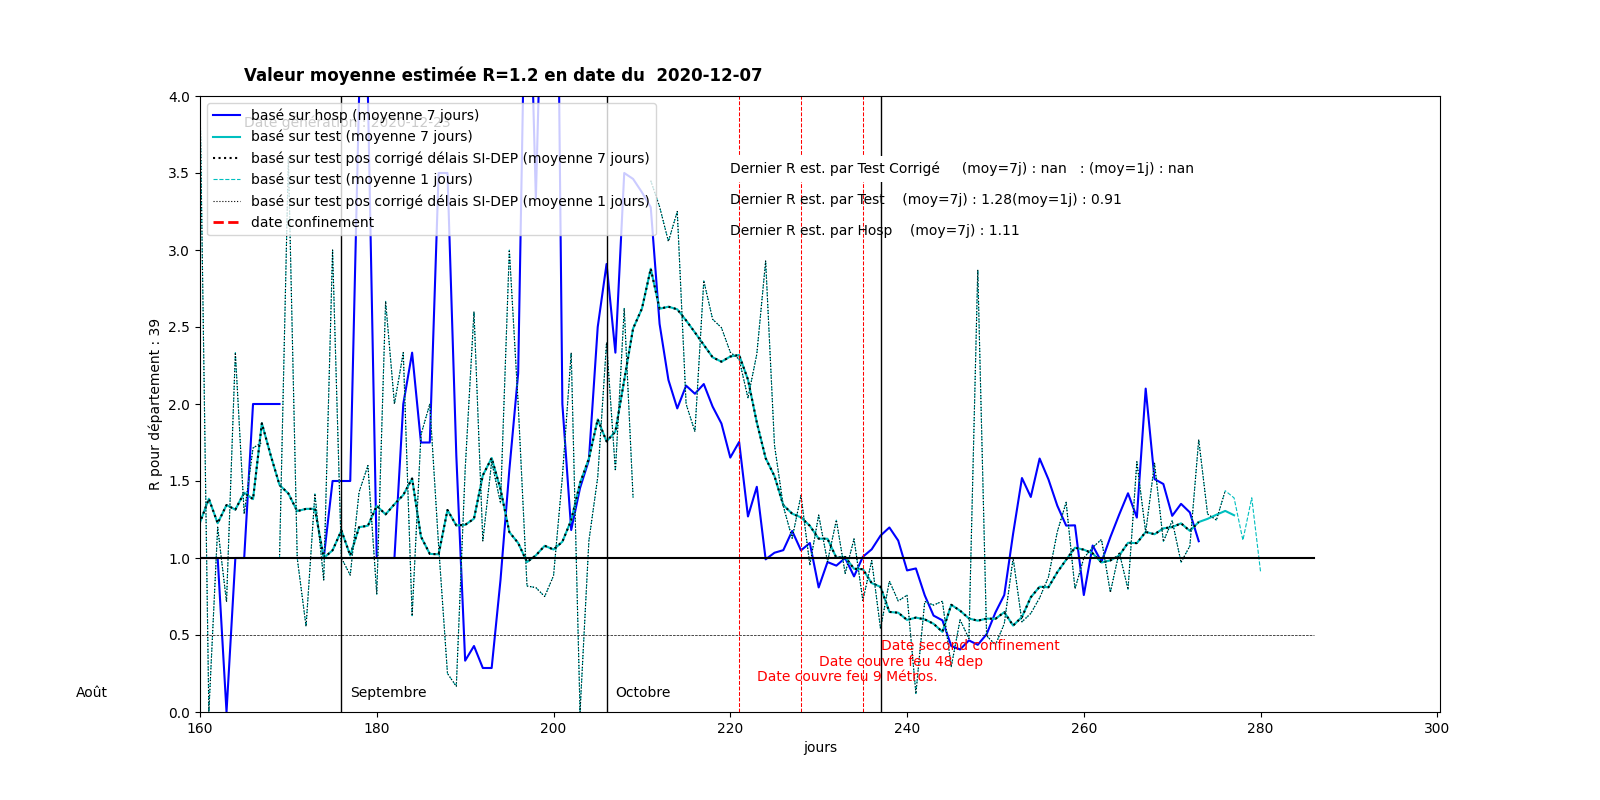 Valeur moyenne estimée R=1.2 en date du  2020-12-07
Date génération : 2020-12-23
basé sur hosp (moyenne 7 jours)
basé sur test (moyenne 7 jours)
basé sur test pos corrigé délais SI-DEP (moyenne 7 jours)
basé sur test (moyenne 1 jours)
basé sur test pos corrigé délais SI-DEP (moyenne 1 jours)
date confinement
Dernier R est. par Test Corrigé (moy=7j) : nan : (moy=1j) : nan
Dernier R est. par Test (moy=7j) : 1.28(moy=1j) : 0.91
Dernier R est. par Hosp (moy=7j) : 1.11
4.0
3.5
3.0
2.5
2.0
1.5
1.0
0.5
0.0
R pour département : 39
Date second confinement
Date couvre feu 48 dep
Date couvre feu 9 Métros.
Août
Septembre
Octobre
160 180 200 220 240 260 280 300
jours